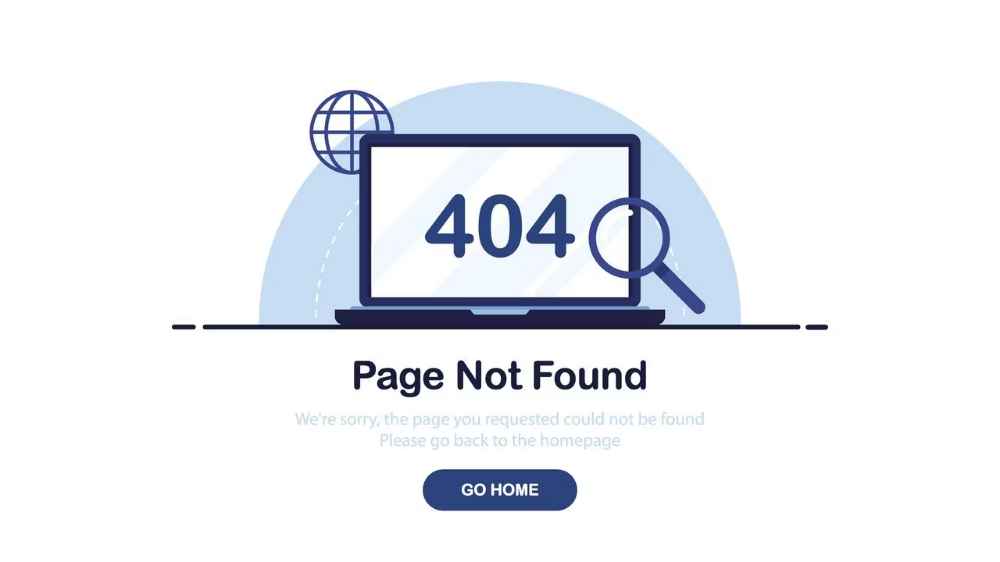 404
Page Not Found
We're sorry, the page you requested could not be found
Please go back to the homepage
GO HOME